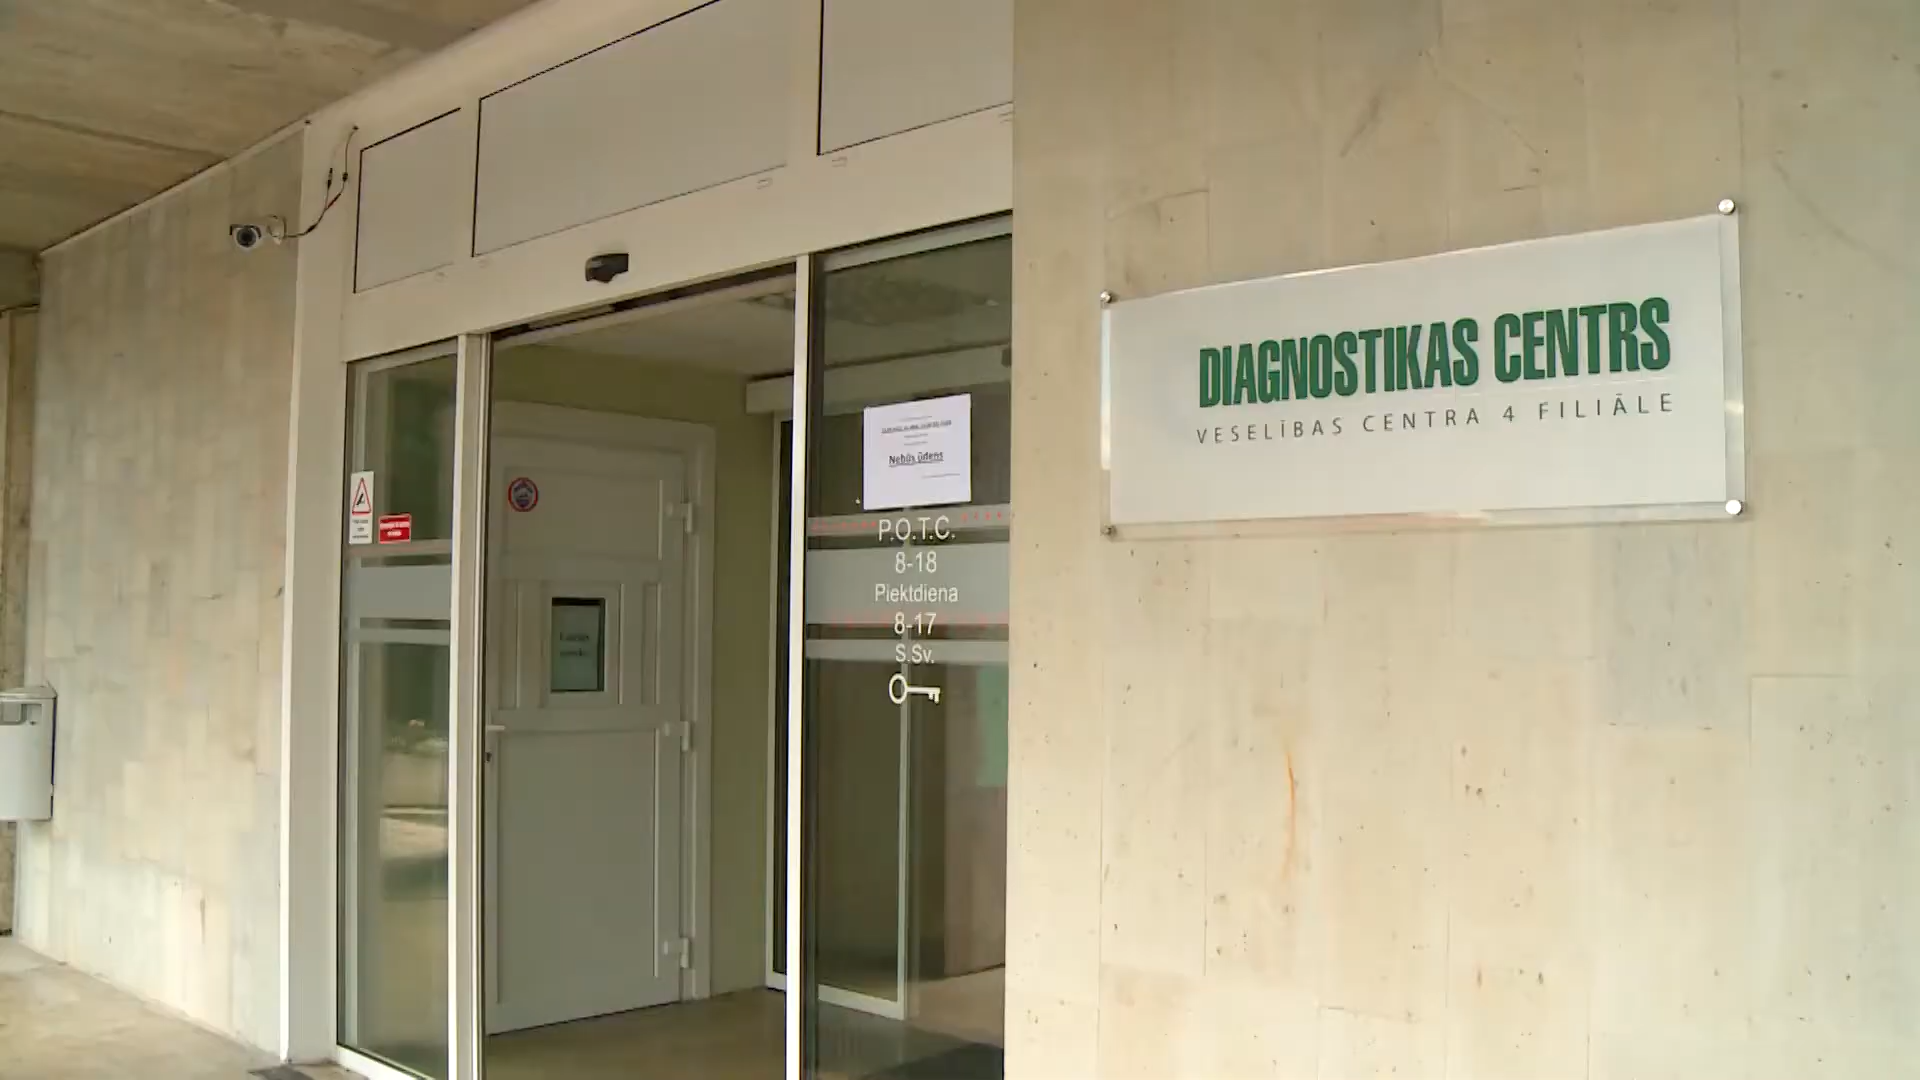 DIAGNOSTIKAS CENTRS
VESELĪBAS CENTRA 4 FILIĀLE
Nebūs ūdens
P.O.T.C.
8-18
Piektdiena
8-17
S.Sv.